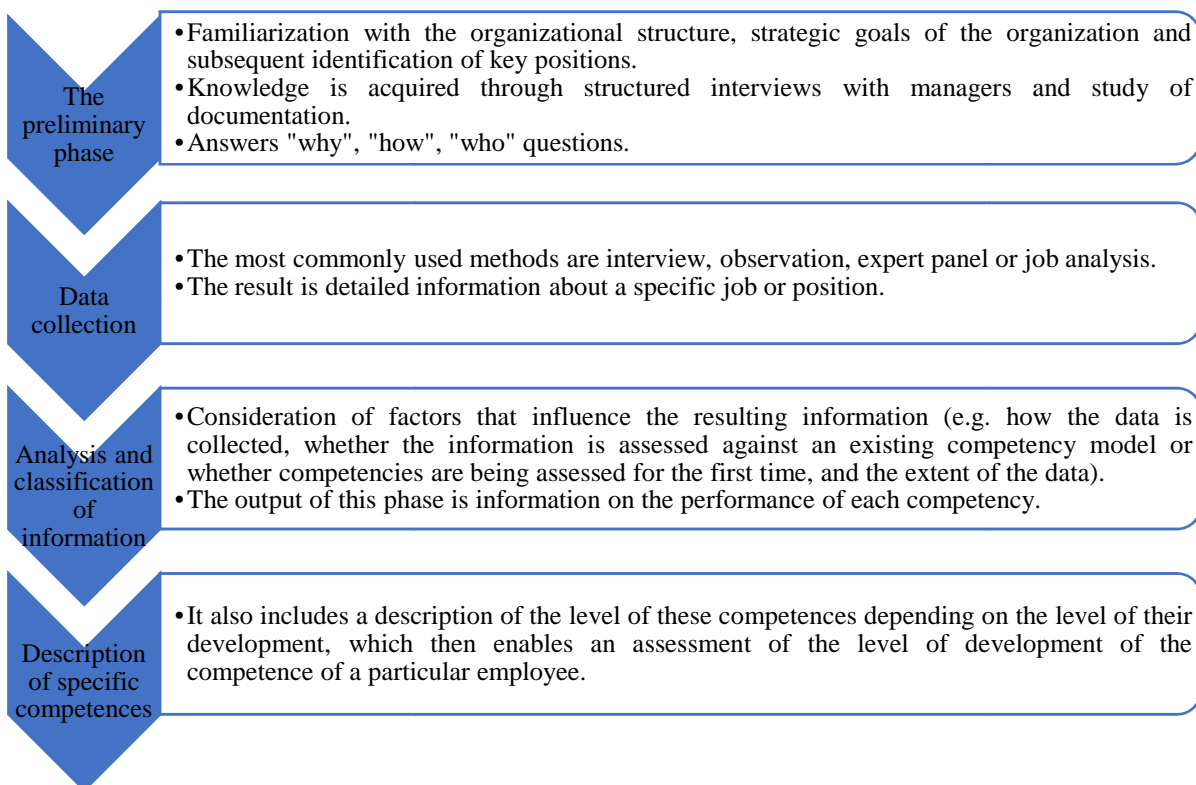 The
preliminary
phase
•Familiarization with the organizational structure, strategic goals of the organization and
subsequent identification of key positions.
•Knowledge is acquired through structured interviews with managers and study of
documentation.
•Answers "why", "how", "who" questions.
Data
collection
•The most commonly used methods are interview, observation, expert panel or job analysis.
•The result is detailed information about a specific job or position.
Analysis and
classification
of
information
•Consideration of factors that influence the resulting information (e.g. how the data is
collected, whether the information is assessed against an existing competency model or
whether competencies are being assessed for the first time, and the extent of the data).
•The output of this phase is information on the performance of each competency.
Description
of specific
competences
•It also includes a description of the level of these competences depending on the level of their
development, which then enables an assessment of the level of development of the
competence of a particular employee.